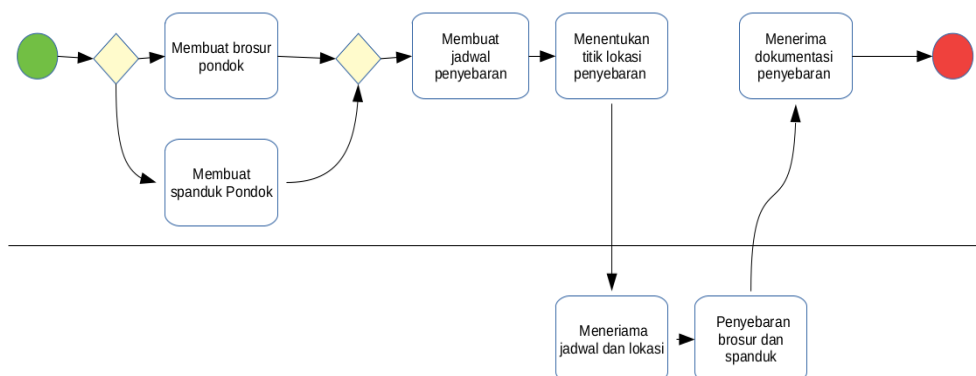 Membuat brosur
pondok
Membuat
spanduk Pondok
Membuat
jadwal
penyebaran
Menentukan
titik lokasi
penyebaran
Menerima
dokumentasi
penyebaran
Meneriama
jadwal dan lokasi
Penyebaran
brosur dan
spanduk